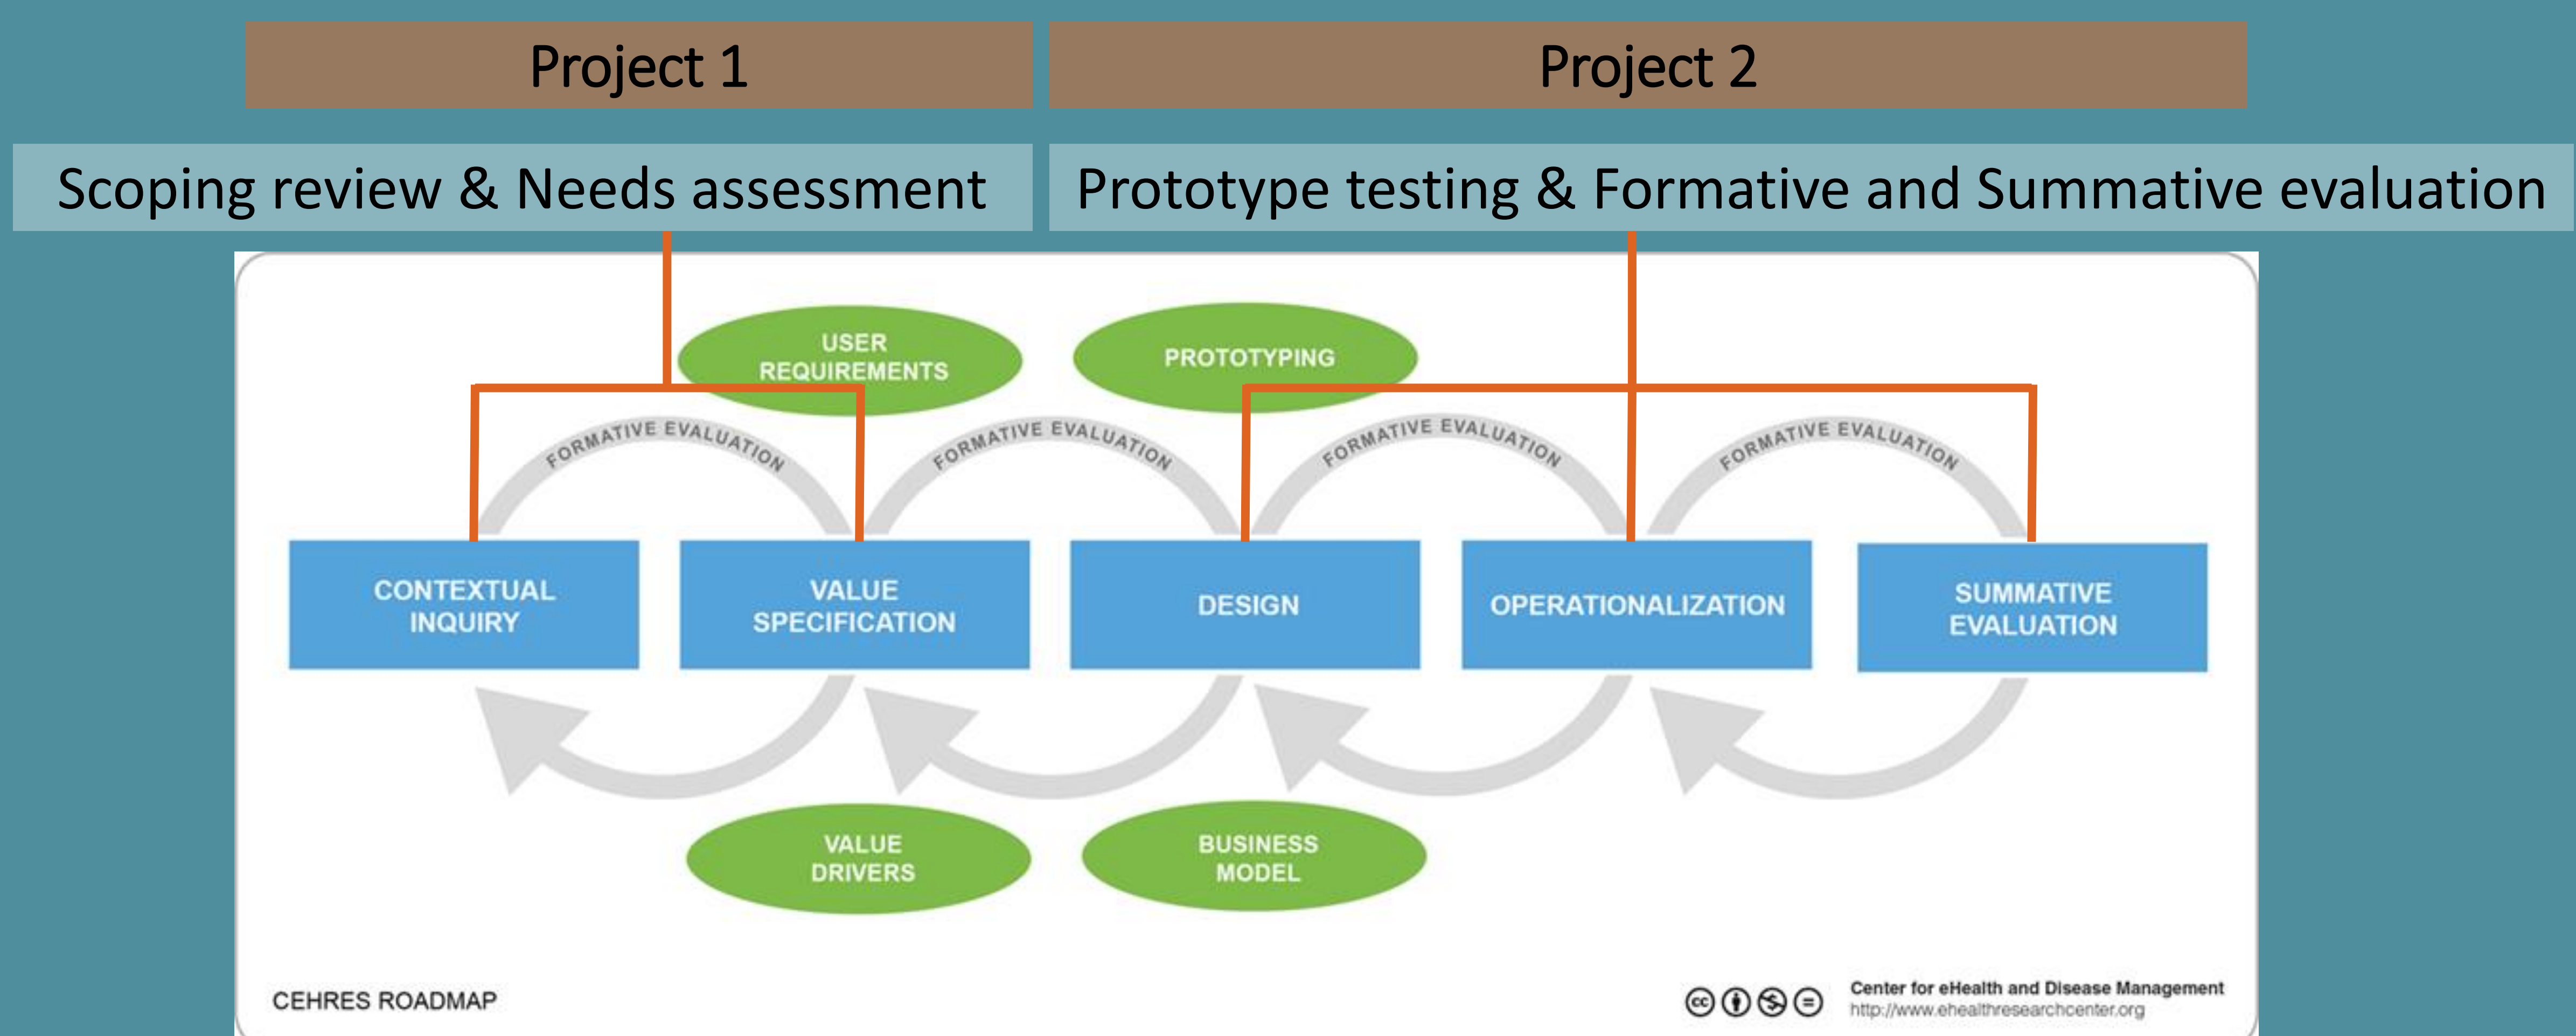 Project 1
Project 2
Scoping review & Needs assessment
Prototype testing & Formative and Summative evaluation
USER
REQUIREMENTS
PROTOTYPING
FORMATIVE EVALUATION
FORMATIVE EVALUATION
FORMATIVE EVALUATION
FORMATIVE EVALUATION
CONTEXTUAL
INQUIRY
VALUE
SPECIFICATION
DESIGN
OPERATIONALIZATION
SUMMATIVE
EVALUATION
VALUE
DRIVERS
BUSINESS
MODEL
CEHRES ROADMAP
cc
Center for eHealth and Disease Management
http://www.ehealthresearchcenter.org